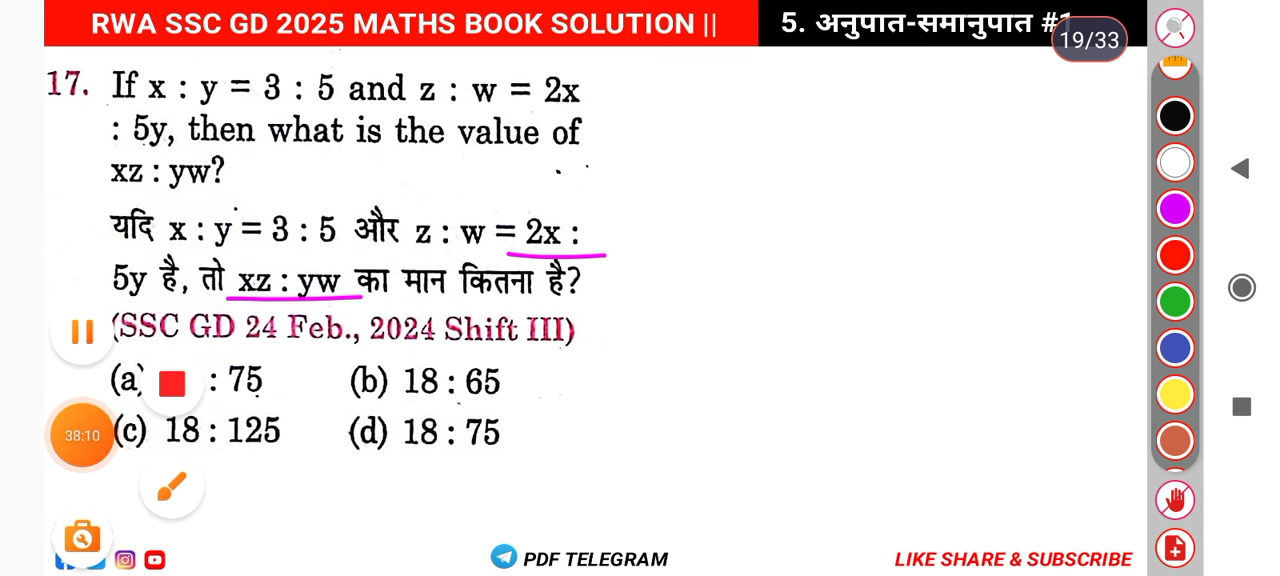 RWA SSC GD 2025 MATHS BOOK SOLUTION ||
5. अनुपात-समानुपात
19/33
17. If x : y = 3 : 5 and z : w = 2x
: 5y, then what is the value of
xz : yw?
यदि x : y = 3 : 5 और z : w = 2x :
5y है, तो xz : yw का मान कितना है?
(SSC GD 24 Feb., 2024 Shift III)
(a) : 75 (b) 18 : 65
38:10 (c) 18 : 125 (d) 18 : 75
PDF TELEGRAM
LIKE SHARE & SUBSCRIBE